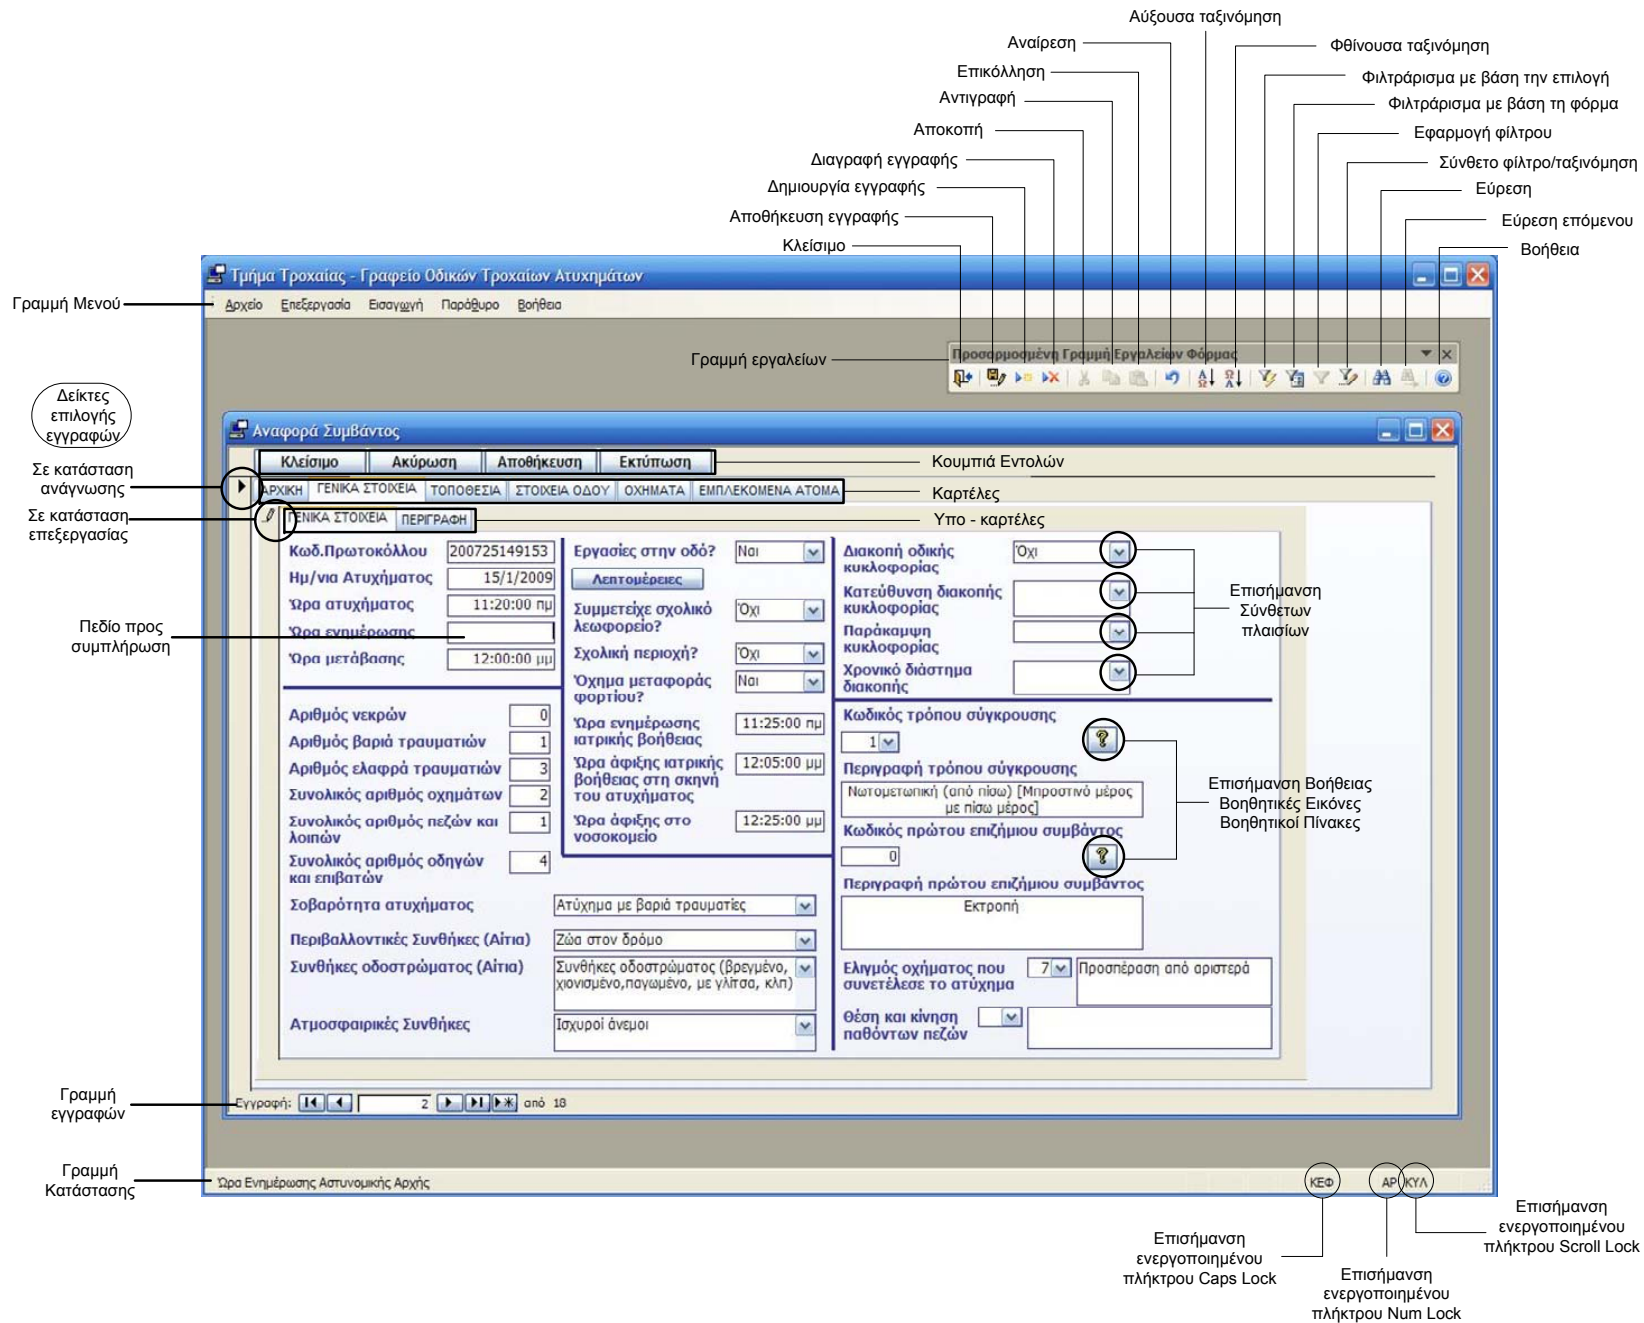 Αύξουσα ταξινόμηση
Αναίρεση
Φθίνουσα ταξινόμηση
Επικόλληση
Φιλτράρισμα με βάση την επιλογή
Αντιγραφή
Φιλτράρισμα με βάση τη φόρμα
Αποκοπή
Εφαρμογή φίλτρου
Διαγραφή εγγραφής
Σύνθετο φίλτρο/ταξινόμηση
Δημιουργία εγγραφής
Εύρεση
Αποθήκευση εγγραφής
Εύρεση επόμενου
Κλείσιμο
Βοήθεια
Τμήμα Τροχαίας - Γραφείο Οδικών Τροχαίων Ατυχημάτων
Γραμμή Μενού
Αρχείο Επεξεργασία Εισαγωγή Παράθυρο Βοήθεια
Γραμμή εργαλείων
Προσαρμοσμένη Γραμμή Εργαλείων Φόρμας
Δείκτες
επιλογής
εγγραφών
Αναφορά Συμβάντος
Κλείσιμο Ακύρωση Αποθήκευση Εκτύπωση
Κουμπιά Εντολών
Σε κατάσταση
ανάγνωσης
ΑΡΧΙΚΗ ΓΕΝΙΚΑ ΣΤΟΙΧΕΙΑ ΤΟΠΟΘΕΣΙΑ ΣΤΟΙΧΕΙΑ ΟΔΟΥ ΟΧΗΜΑΤΑ ΕΜΠΛΕΚΟΜΕΝΑ ΑΤΟΜΑ
Καρτέλες
Σε κατάσταση
επεξεργασίας
ΓΕΝΙΚΑ ΣΤΟΙΧΕΙΑ ΠΕΡΙΓΡΑΦΗ
Υπο - καρτέλες
Κωδ.Πρωτοκόλλου 200725149153
Ημ/νια Ατυχήματος 15/1/2009
Ώρα ατυχήματος 11:20:00 πμ
Ώρα ενημέρωσης
Ώρα μετάβασης 12:00:00 μμ
Πεδίο προς
συμπλήρωση
Αριθμός νεκρών 0
Αριθμός βαριά τραυματιών 1
Αριθμός ελαφρά τραυματιών 3
Συνολικός αριθμός οχημάτων 2
Συνολικός αριθμός πεζών και 1
λοιπών
Συνολικός αριθμός οδηγών 4
και επιβατών
Εργασίες στην οδό? Ναι
Λεπτομέρειες
Συμμετείχε σχολικό Όχι
λεωφορείο?
Σχολική περιοχή? Όχι
Όχημα μεταφοράς Ναι
φορτίου?
Ώρα ενημέρωσης 11:25:00 πμ
ιατρικής βοήθειας
Ώρα άφιξης ιατρικής 12:05:00 μμ
βοήθειας στη σκηνή
του ατυχήματος
Ώρα άφιξης στο 12:25:00 μμ
νοσοκομείο
Σοβαρότητα ατυχήματος Ατύχημα με βαριά τραυματίες
Περιβαλλοντικές Συνθήκες (Αίτια) Ζώα στον δρόμο
Συνθήκες οδοστρώματος (Αίτια) Συνθήκες οδοστρώματος (βρεγμένο,
χιονισμένο,παγωμένο, με γλίτσα, κλπ)
Ατμοσφαιρικές Συνθήκες Ισχυροί άνεμοι
Διακοπή οδικής Όχι
κυκλοφορίας
Κατεύθυνση διακοπής
κυκλοφορίας
Παράκαμψη
κυκλοφορίας
Χρονικό διάστημα
διακοπής
Επισήμανση
Σύνθετων
πλαισίων
Κωδικός τρόπου σύγκρουσης
1 ?
Περιγραφή τρόπου σύγκρουσης
Νωτομετωπική (από πίσω) [Μπροστινό μέρος
με πίσω μέρος]
Επισήμανση Βοήθειας
Βοηθητικές Εικόνες
Βοηθητικοί Πίνακες
Κωδικός πρώτου επιζήμιου συμβάντος
0 ?
Περιγραφή πρώτου επιζήμιου συμβάντος
Εκτροπή
Ελιγμός οχήματος που 7 Προσπέραση από αριστερά
συνετέλεσε το ατύχημα
Θέση και κίνηση
παθόντων πεζών
Γραμμή
εγγραφών
Εγγραφή: 2 από 18
Γραμμή
Κατάστασης
Ώρα Ενημέρωσης Αστυνομικής Αρχής
ΚΕΦ ΑΡ ΚΥΛ
Επισήμανση
ενεργοποιημένου
πλήκτρου Scroll Lock
Επισήμανση
ενεργοποιημένου
πλήκτρου Caps Lock
Επισήμανση
ενεργοποιημένου
πλήκτρου Num Lock